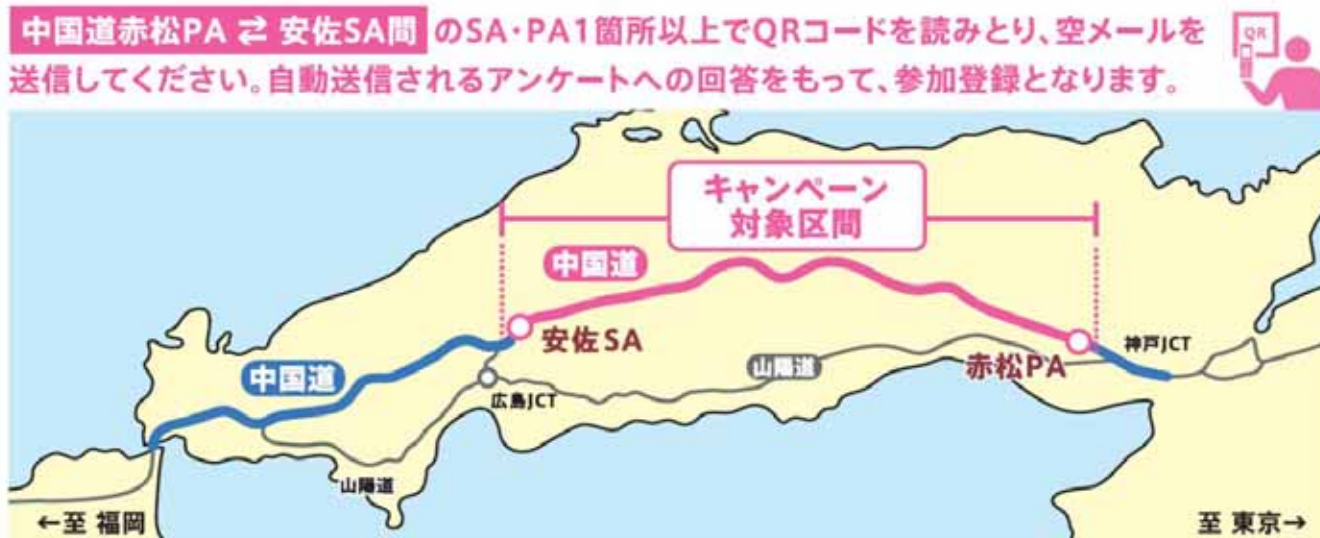 中国道赤松PA ⇄ 安佐SA間 のSA・PA1箇所以上でQRコードを読みとり、空メールを
送信してください。自動送信されるアンケートへの回答をもって、参加登録となります。
QR
キャンペーン
対象区間
中国道
安佐SA
神戸JCT
赤松PA
山陽道
中国道
広島JCT
山陽道
←至 福岡
至 東京→